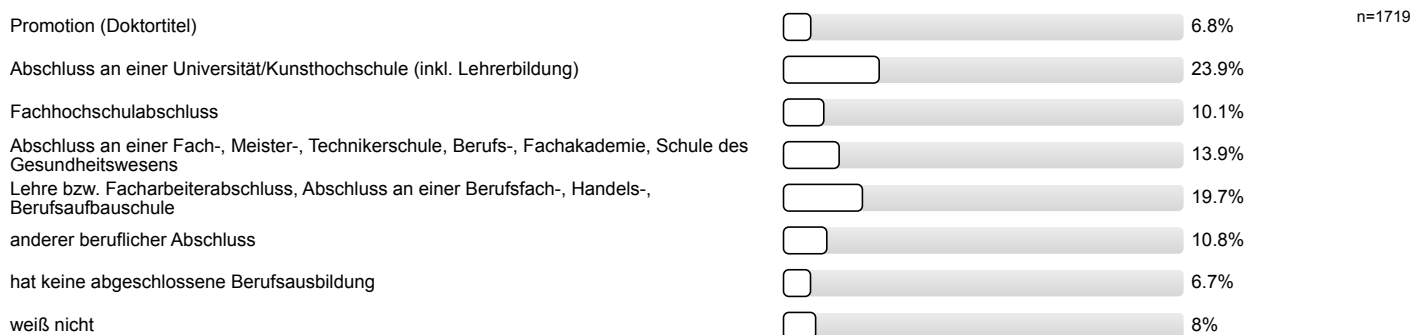 Promotion (Doktortitel) 6.8% n=1719
Abschluss an einer Universität/Kunsthochschule (inkl. Lehrerbildung) 23.9%
Fachhochschulabschluss 10.1%
Abschluss an einer Fach-, Meister-, Technikerschule, Berufs-, Fachakademie, Schule des
Gesundheitswesens 13.9%
Lehre bzw. Facharbeiterabschluss, Abschluss an einer Berufsfach-, Handels-,
Berufsaufbauschule 19.7%
anderer beruflicher Abschluss 10.8%
hat keine abgeschlossene Berufsausbildung 6.7%
weiß nicht 8%